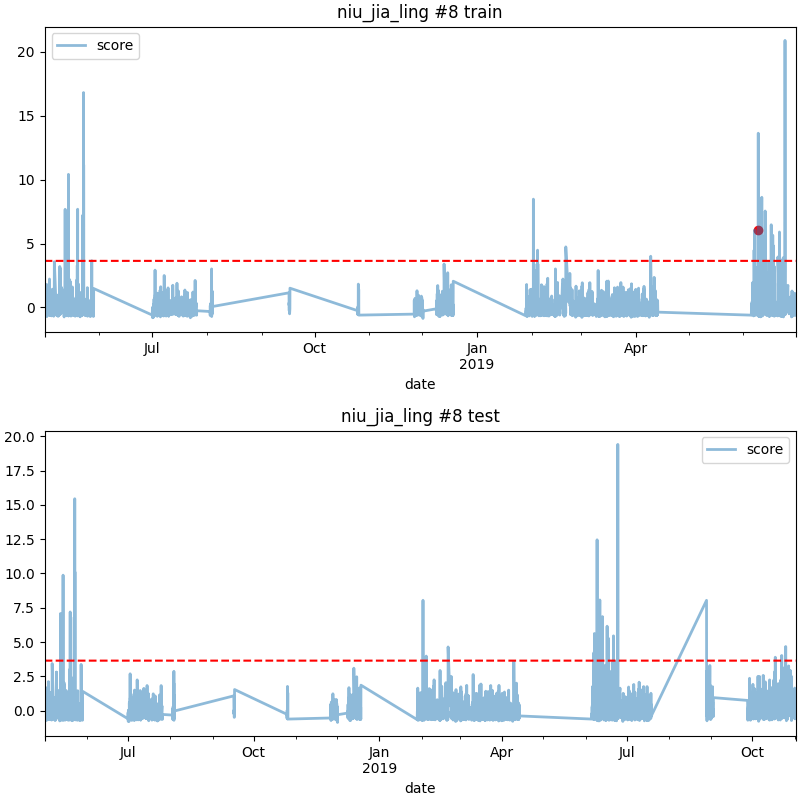 niu_jia_ling #8 train
score
20
15
10
5
0
Jul
Oct
Jan
2019
Apr
date
niu_jia_ling #8 test
score
20.0
17.5
15.0
12.5
10.0
7.5
5.0
2.5
0.0
Jul
Oct
Jan
2019
Apr
Jul
Oct
date